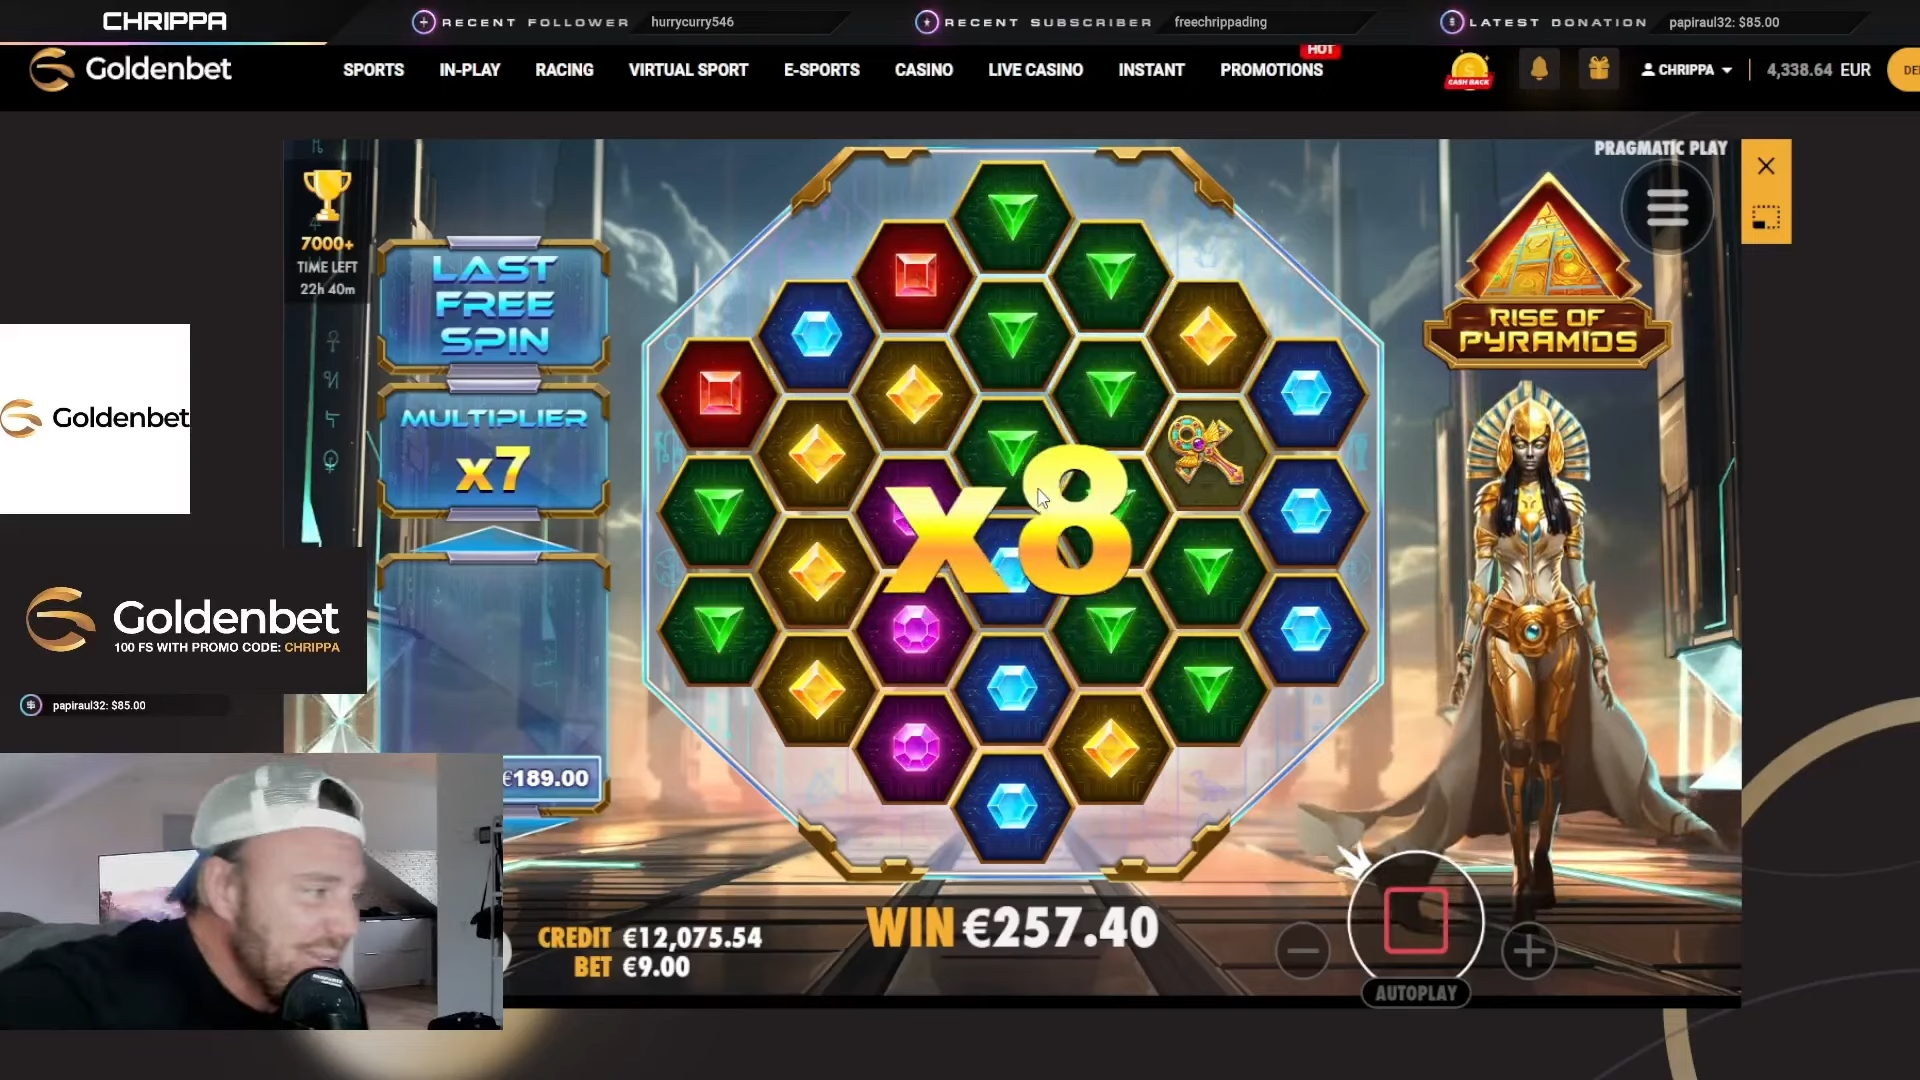 CHRIPPA
RECENT FOLLOWER hurrycurry546
RECENT SUBSCRIBER freechrippading
LATEST DONATION papiraul32: $85.00
Goldenbet
SPORTS IN-PLAY RACING VIRTUAL SPORT E-SPORTS CASINO LIVE CASINO INSTANT PROMOTIONS
HOT
CASH BACK
CHRIPPA
4,338.64 EUR
PRAGMATIC PLAY
7000+
TIME LEFT
22h 40m
LAST
FREE
SPIN
MULTIPLIER
x7
RISE OF
PYRAMIDS
x8
Goldenbet
Goldenbet
100 FS WITH PROMO CODE: CHRIPPA
papiraul32: $85.00
€189.00
CREDIT €12,075.54
BET €9.00
WIN €257.40
AUTOPLAY